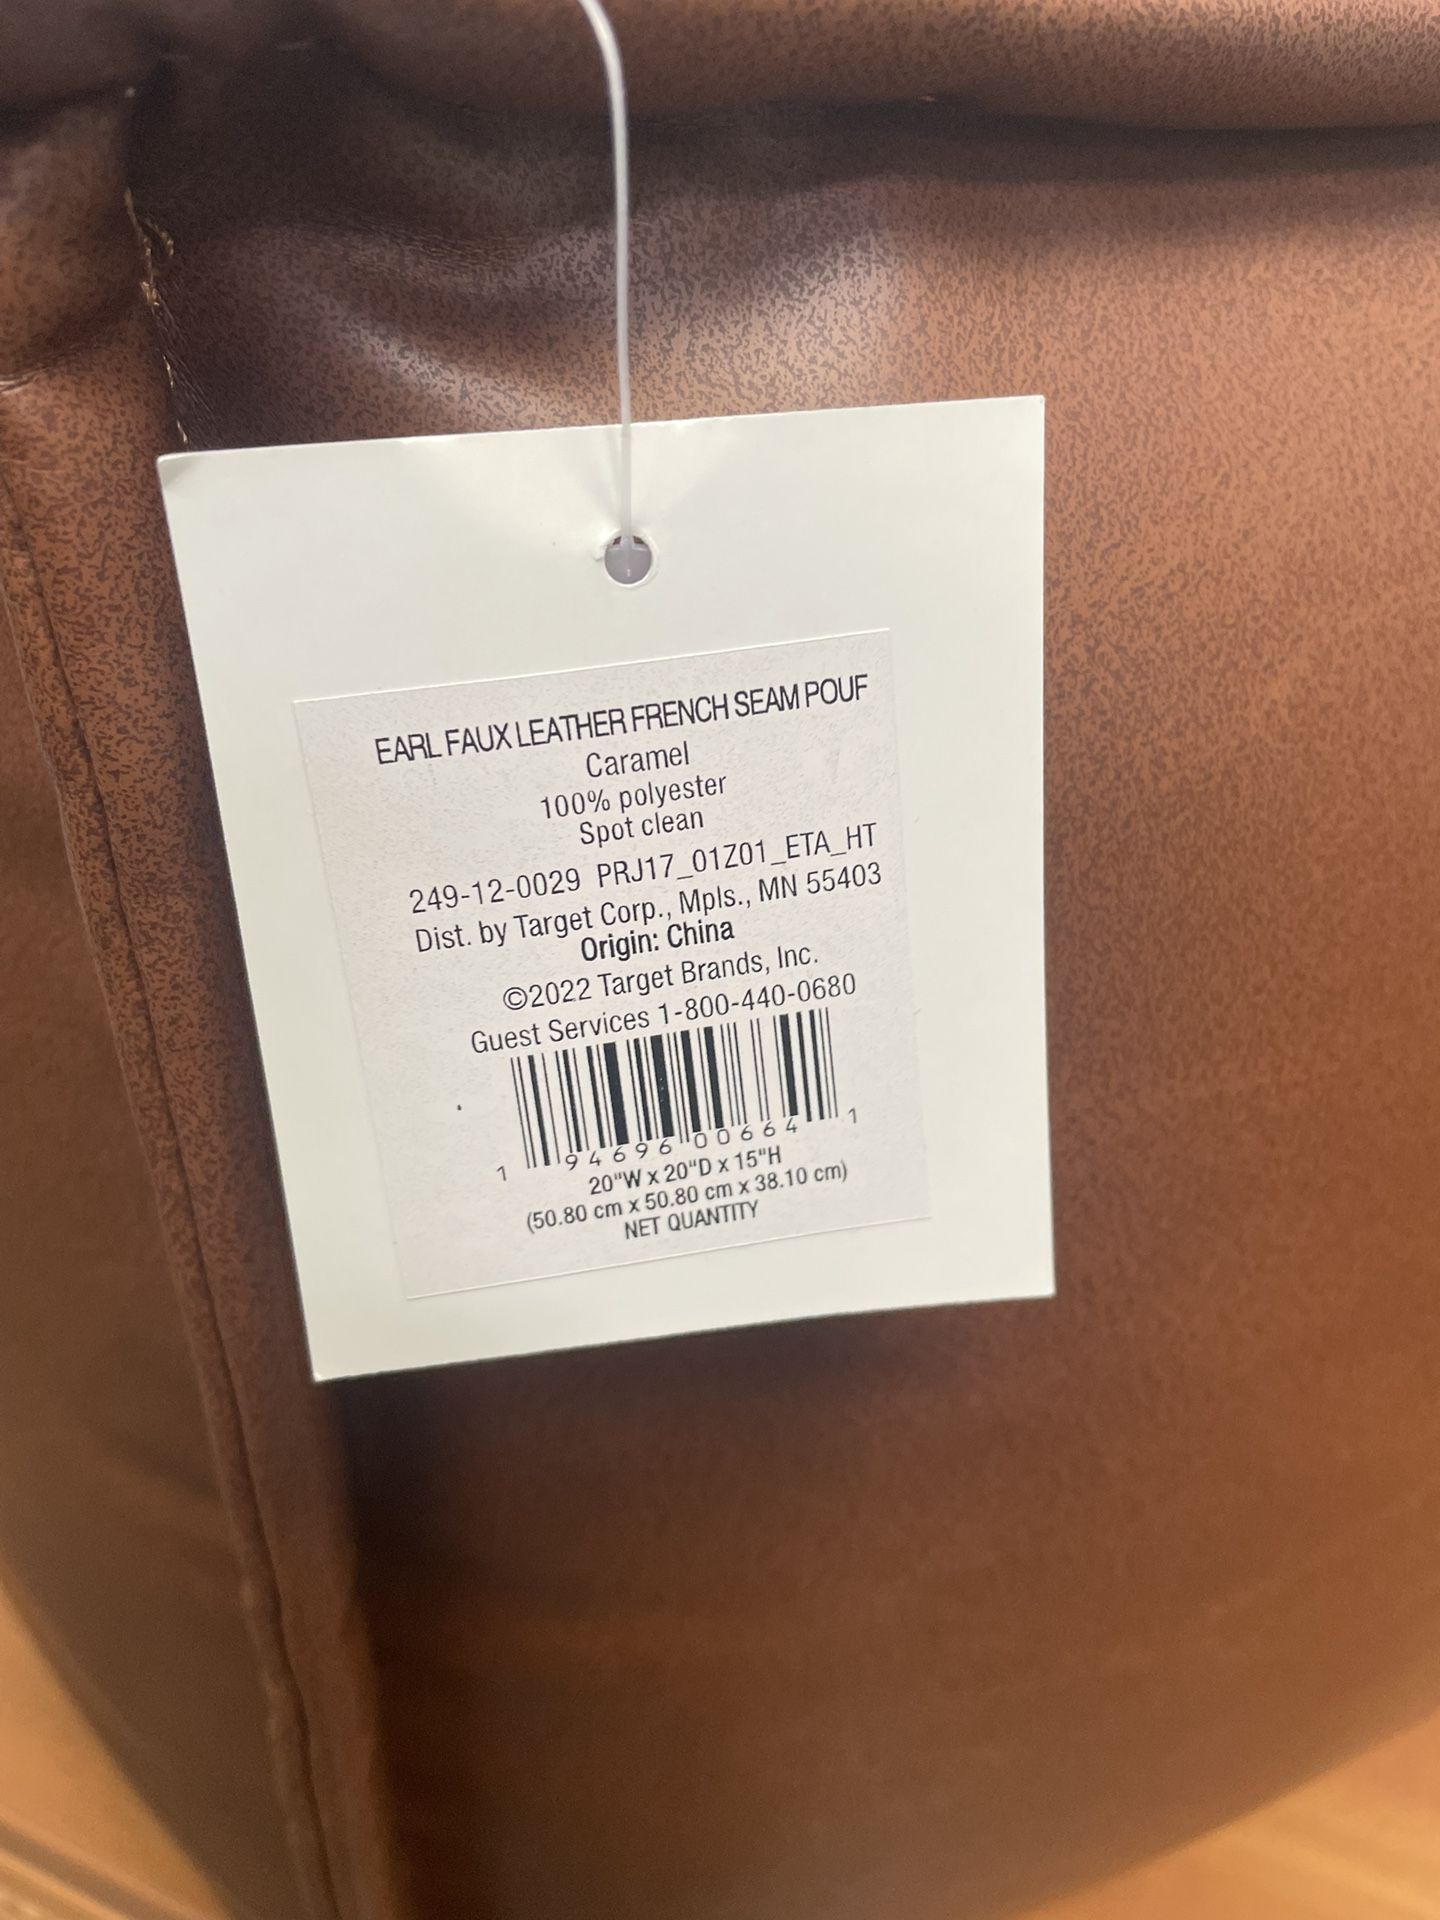 EARL FAUX LEATHER FRENCH SEAM POUF
Caramel
100% polyester
Spot clean
249-12-0029 PRJ17_01Z01_ETA_HT
Dist. by Target Corp., Mpls., MN 55403
Origin: China
©2022 Target Brands, Inc.
Guest Services 1-800-440-0680
1 94696 00664 1
20"W x 20"D x 15"H
(50.80 cm x 50.80 cm x 38.10 cm)
NET QUANTITY